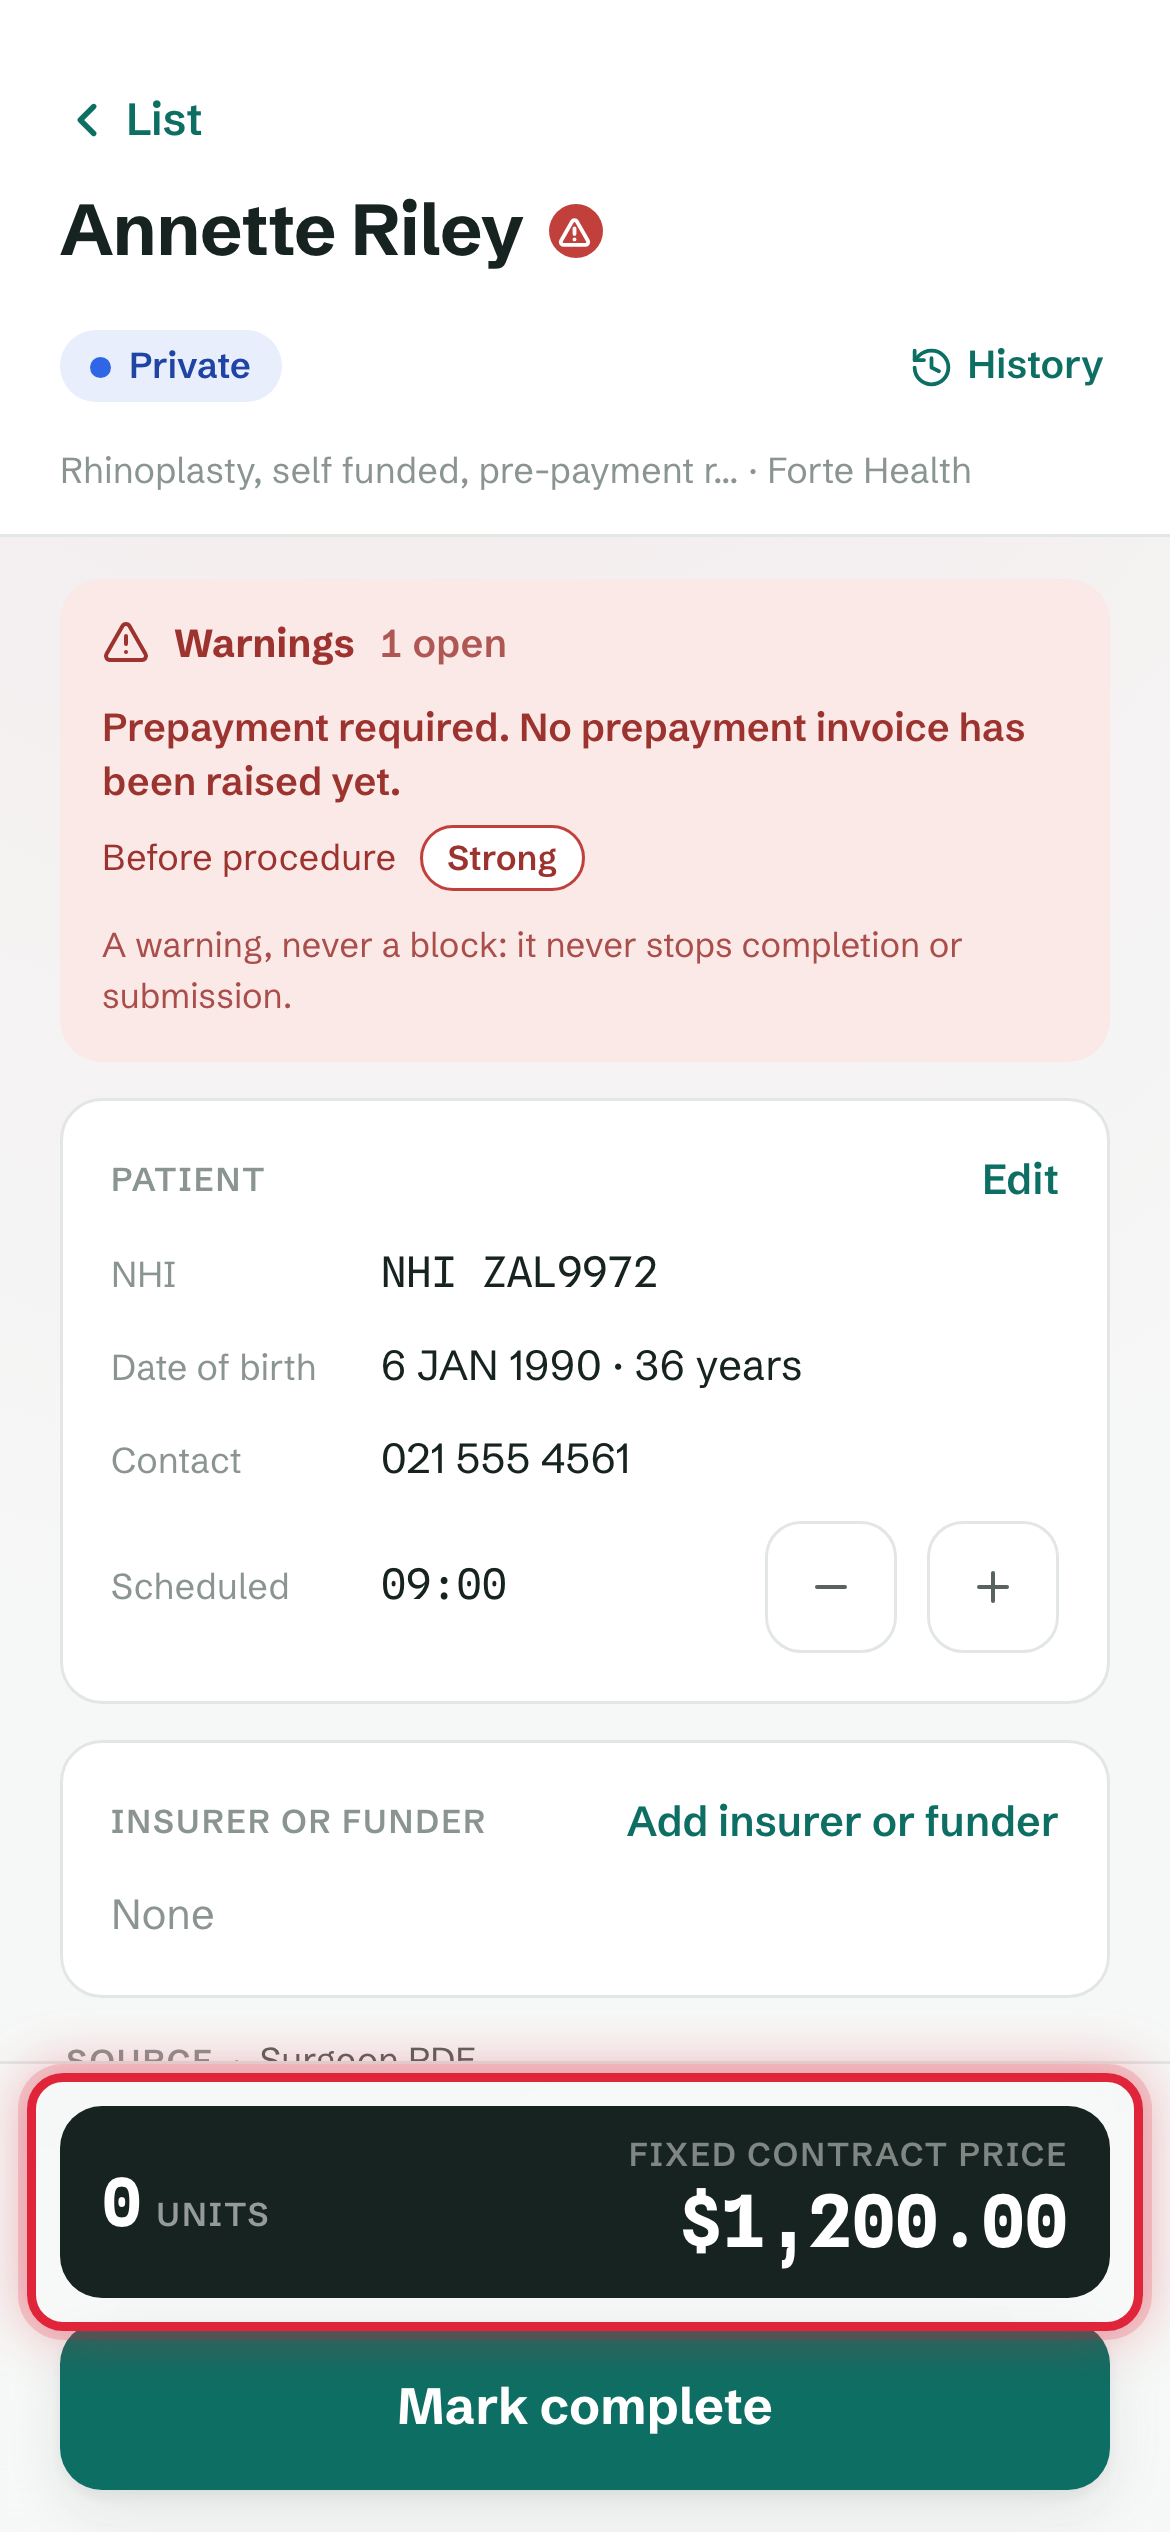 List
Annette Riley
Private
History
Rhinoplasty, self funded, pre-payment r... · Forte Health
Warnings 1 open
Prepayment required. No prepayment invoice has
been raised yet.
Before procedure Strong
A warning, never a block: it never stops completion or
submission.
PATIENT Edit
NHI NHI ZAL9972
Date of birth 6 JAN 1990 · 36 years
Contact 021 555 4561
Scheduled 09:00
INSURER OR FUNDER Add insurer or funder
None
SOURCE · Surgeon PDF
FIXED CONTRACT PRICE
0 UNITS $1,200.00
Mark complete